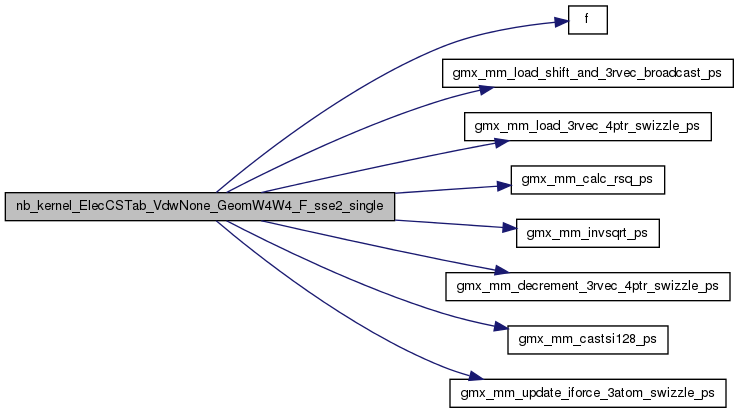 f
gmx_mm_load_shift_and_3rvec_broadcast_ps
gmx_mm_load_3rvec_4ptr_swizzle_ps
gmx_mm_calc_rsq_ps
nb_kernel_ElecCSTab_VdwNone_GeomW4W4_F_sse2_single
gmx_mm_invsqrt_ps
gmx_mm_decrement_3rvec_4ptr_swizzle_ps
gmx_mm_castsi128_ps
gmx_mm_update_iforce_3atom_swizzle_ps